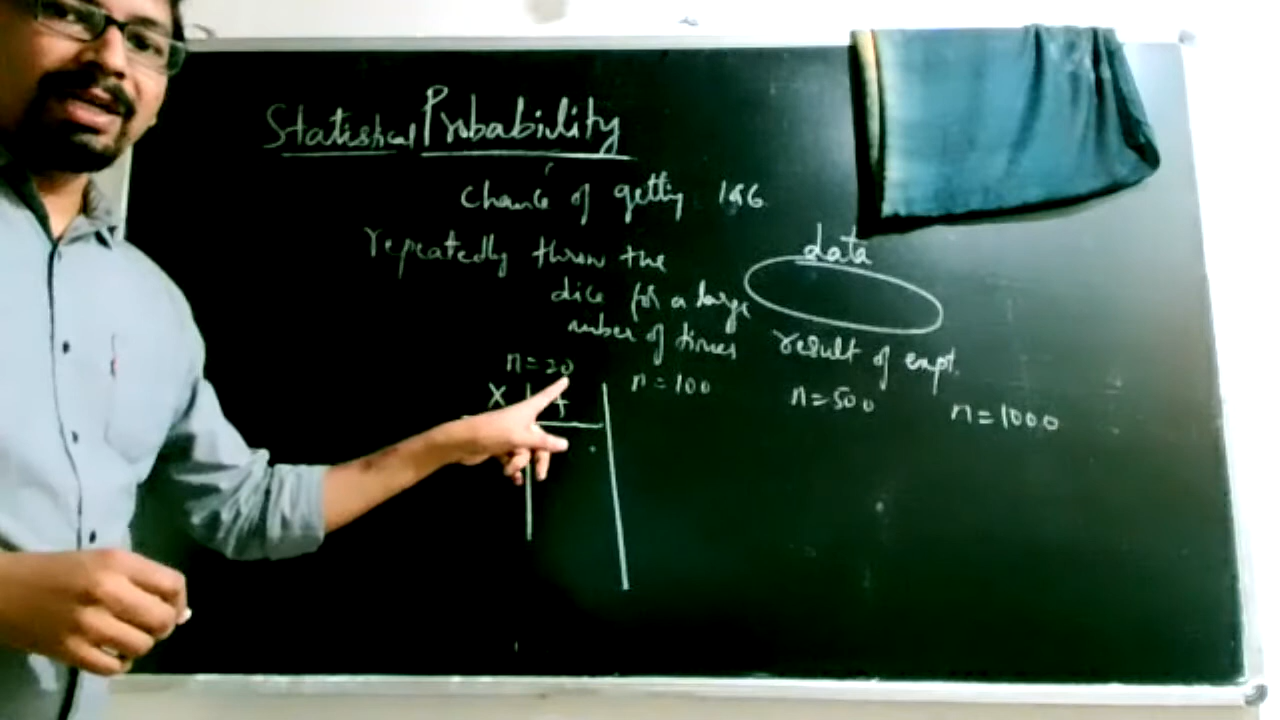 Statistical Probability
chance of getting 1 & 6
repeatedly throw the
dice for a large
number of times
data
result of expt.
n=20
n=100
n=500
n=1000
X f